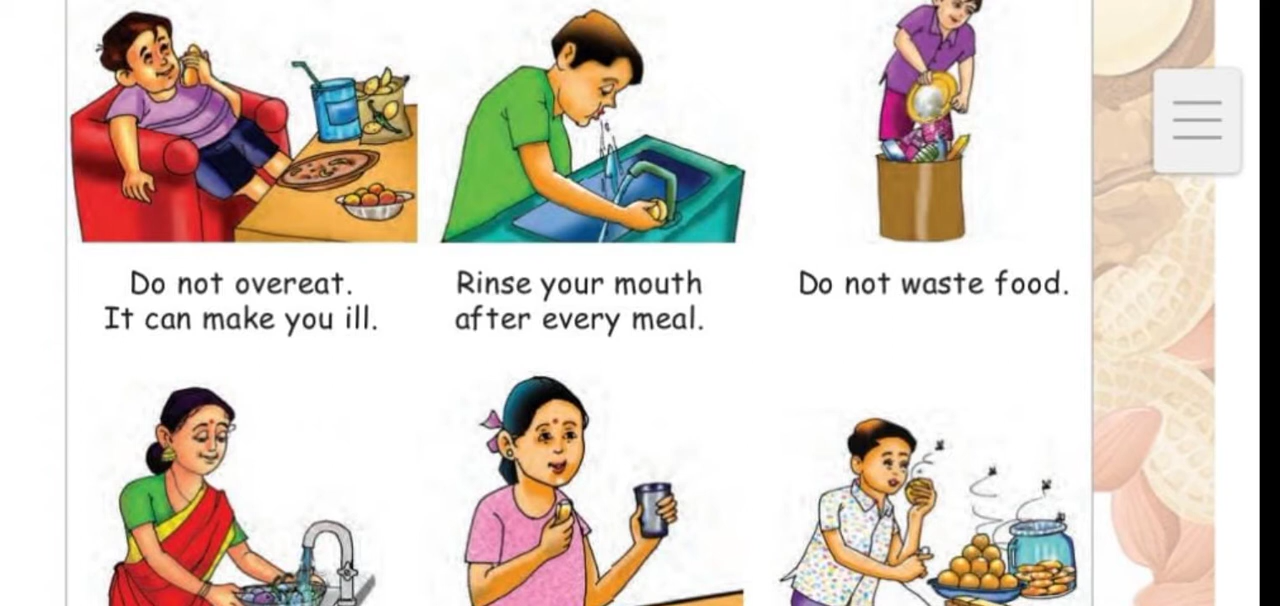 Do not overeat.
It can make you ill.
Rinse your mouth
after every meal.
Do not waste food.